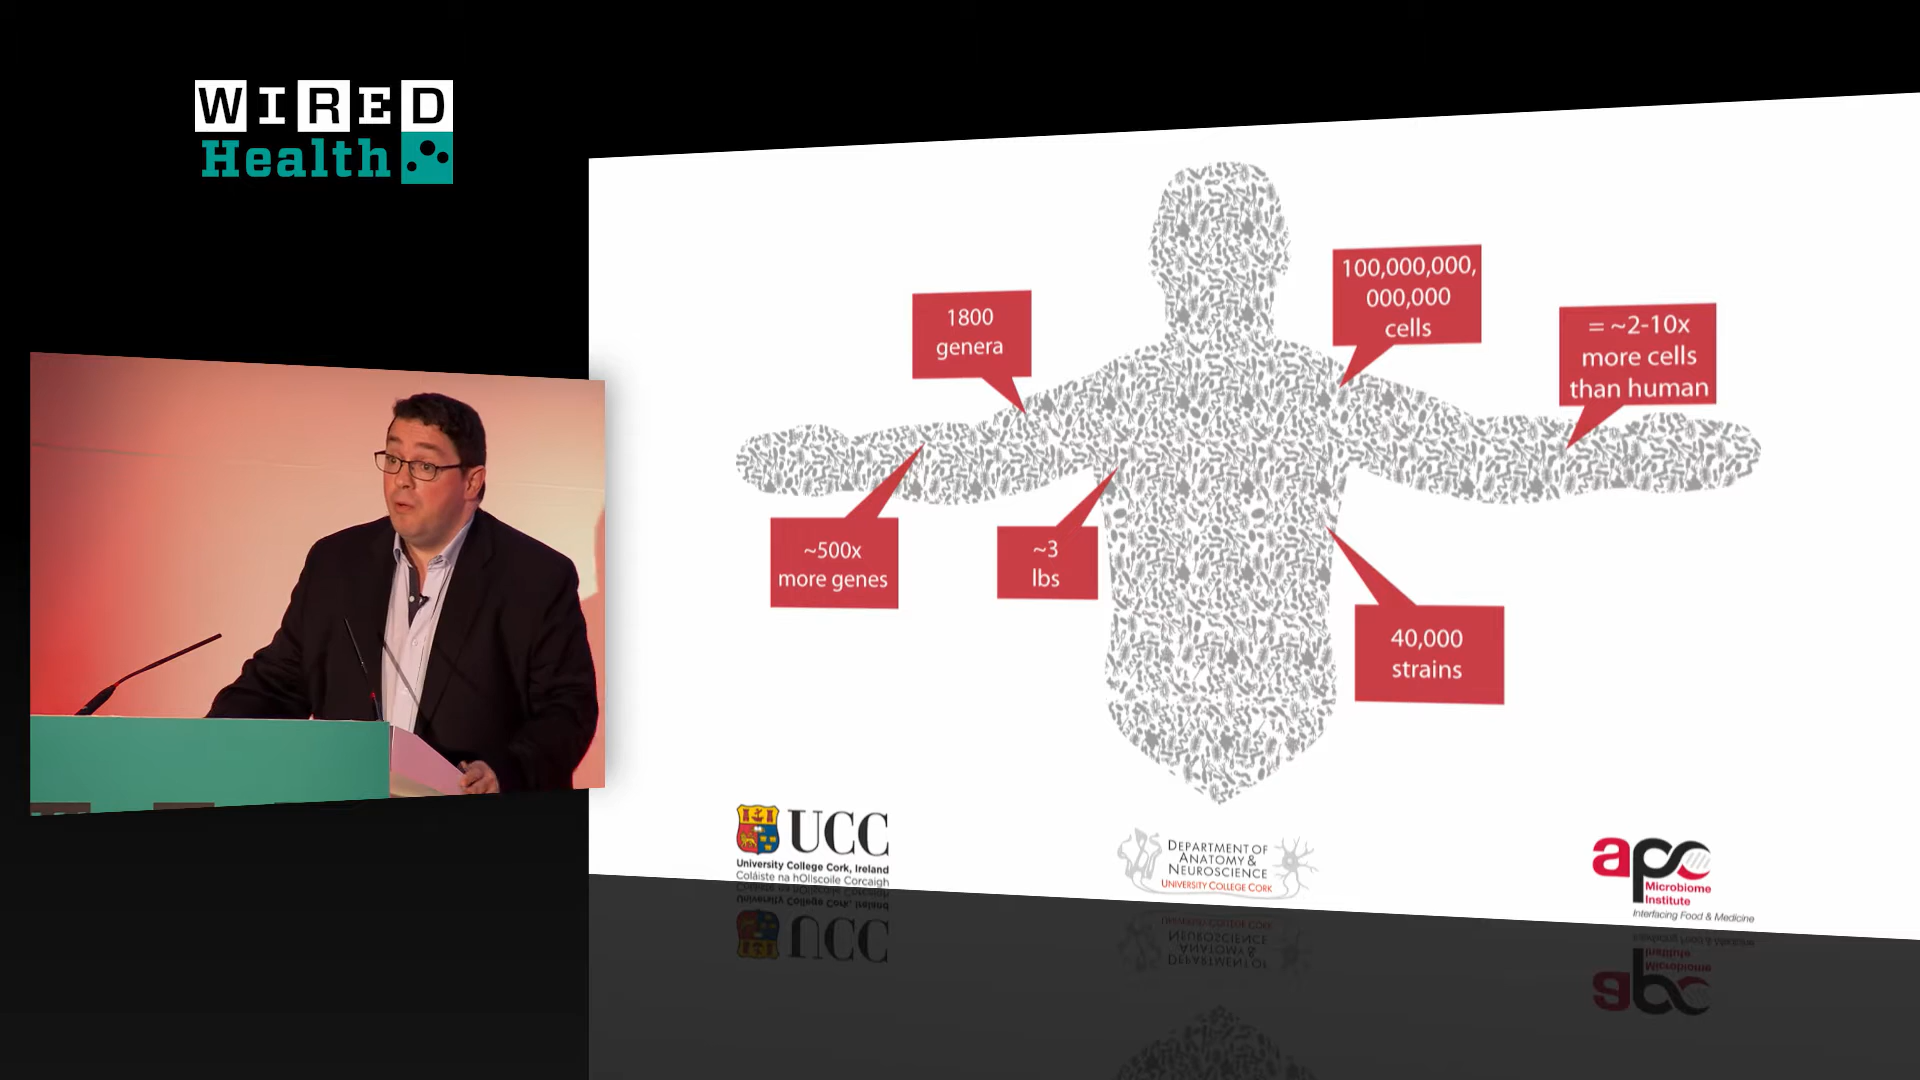 WIRED
Health
1800
genera
100,000,000,
000,000
cells
= ~2-10x
more cells
than human
~500x
more genes
~3
lbs
40,000
strains
UCC
University College Cork, Ireland
Coláiste na hOllscoile Corcaigh
DEPARTMENT OF
ANATOMY &
NEUROSCIENCE
UNIVERSITY COLLEGE CORK
apc
Microbiome
Institute
Interfacing Food & Medicine